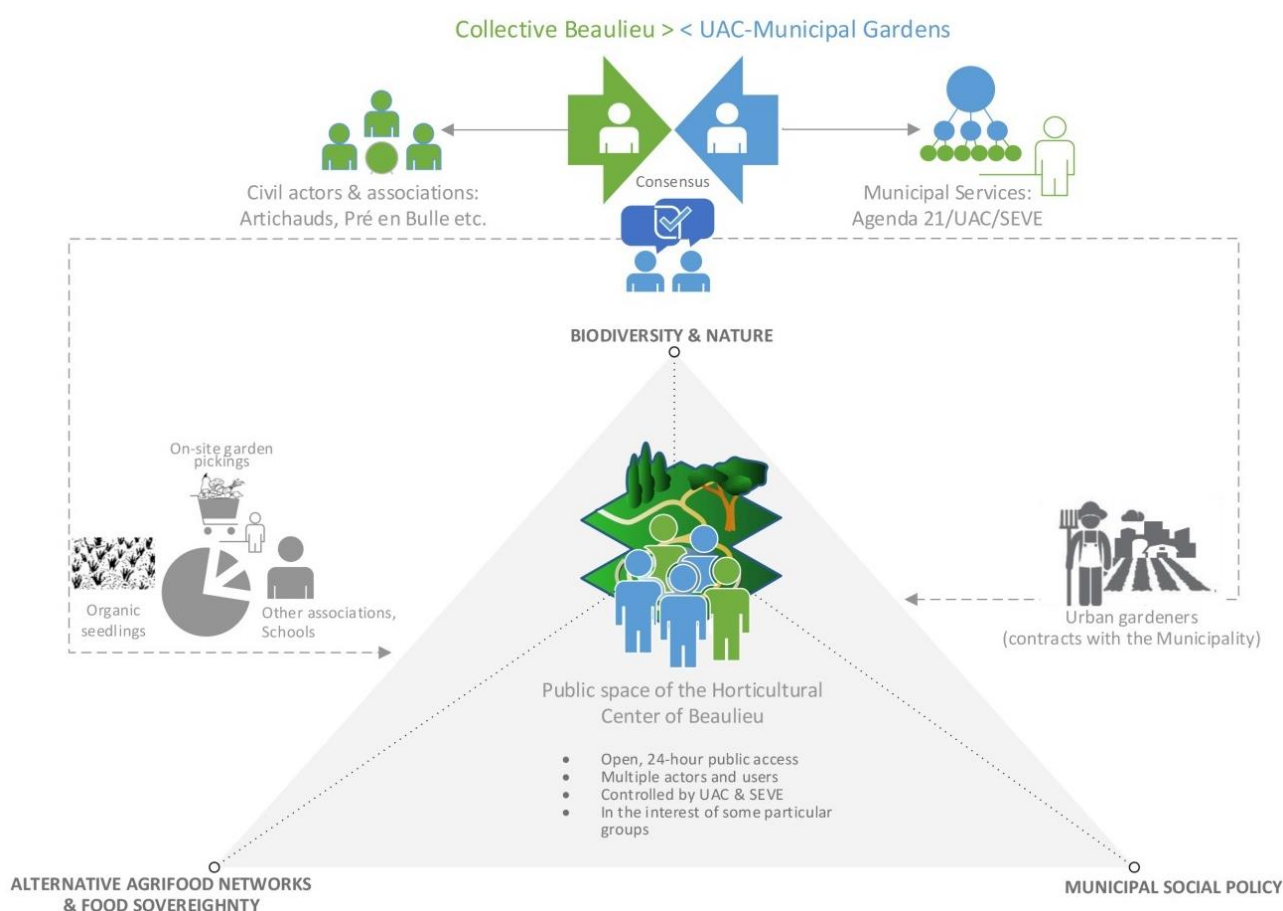 Collective Beaulieu > < UAC-Municipal Gardens
Civil actors & associations:
Artichauds, Pré en Bulle etc.
Consensus
Municipal Services:
Agenda 21/UAC/SEVE
BIODIVERSITY & NATURE
On-site garden
pickings
Organic
seedlings
Other associations,
Schools
Urban gardeners
(contracts with the Municipality)
Public space of the Horticultural
Center of Beaulieu
● Open, 24-hour public access
● Multiple actors and users
● Controlled by UAC & SEVE
● In the interest of some particular
groups
ALTERNATIVE AGRIFOOD NETWORKS
& FOOD SOVEREIGHNTY
MUNICIPAL SOCIAL POLICY